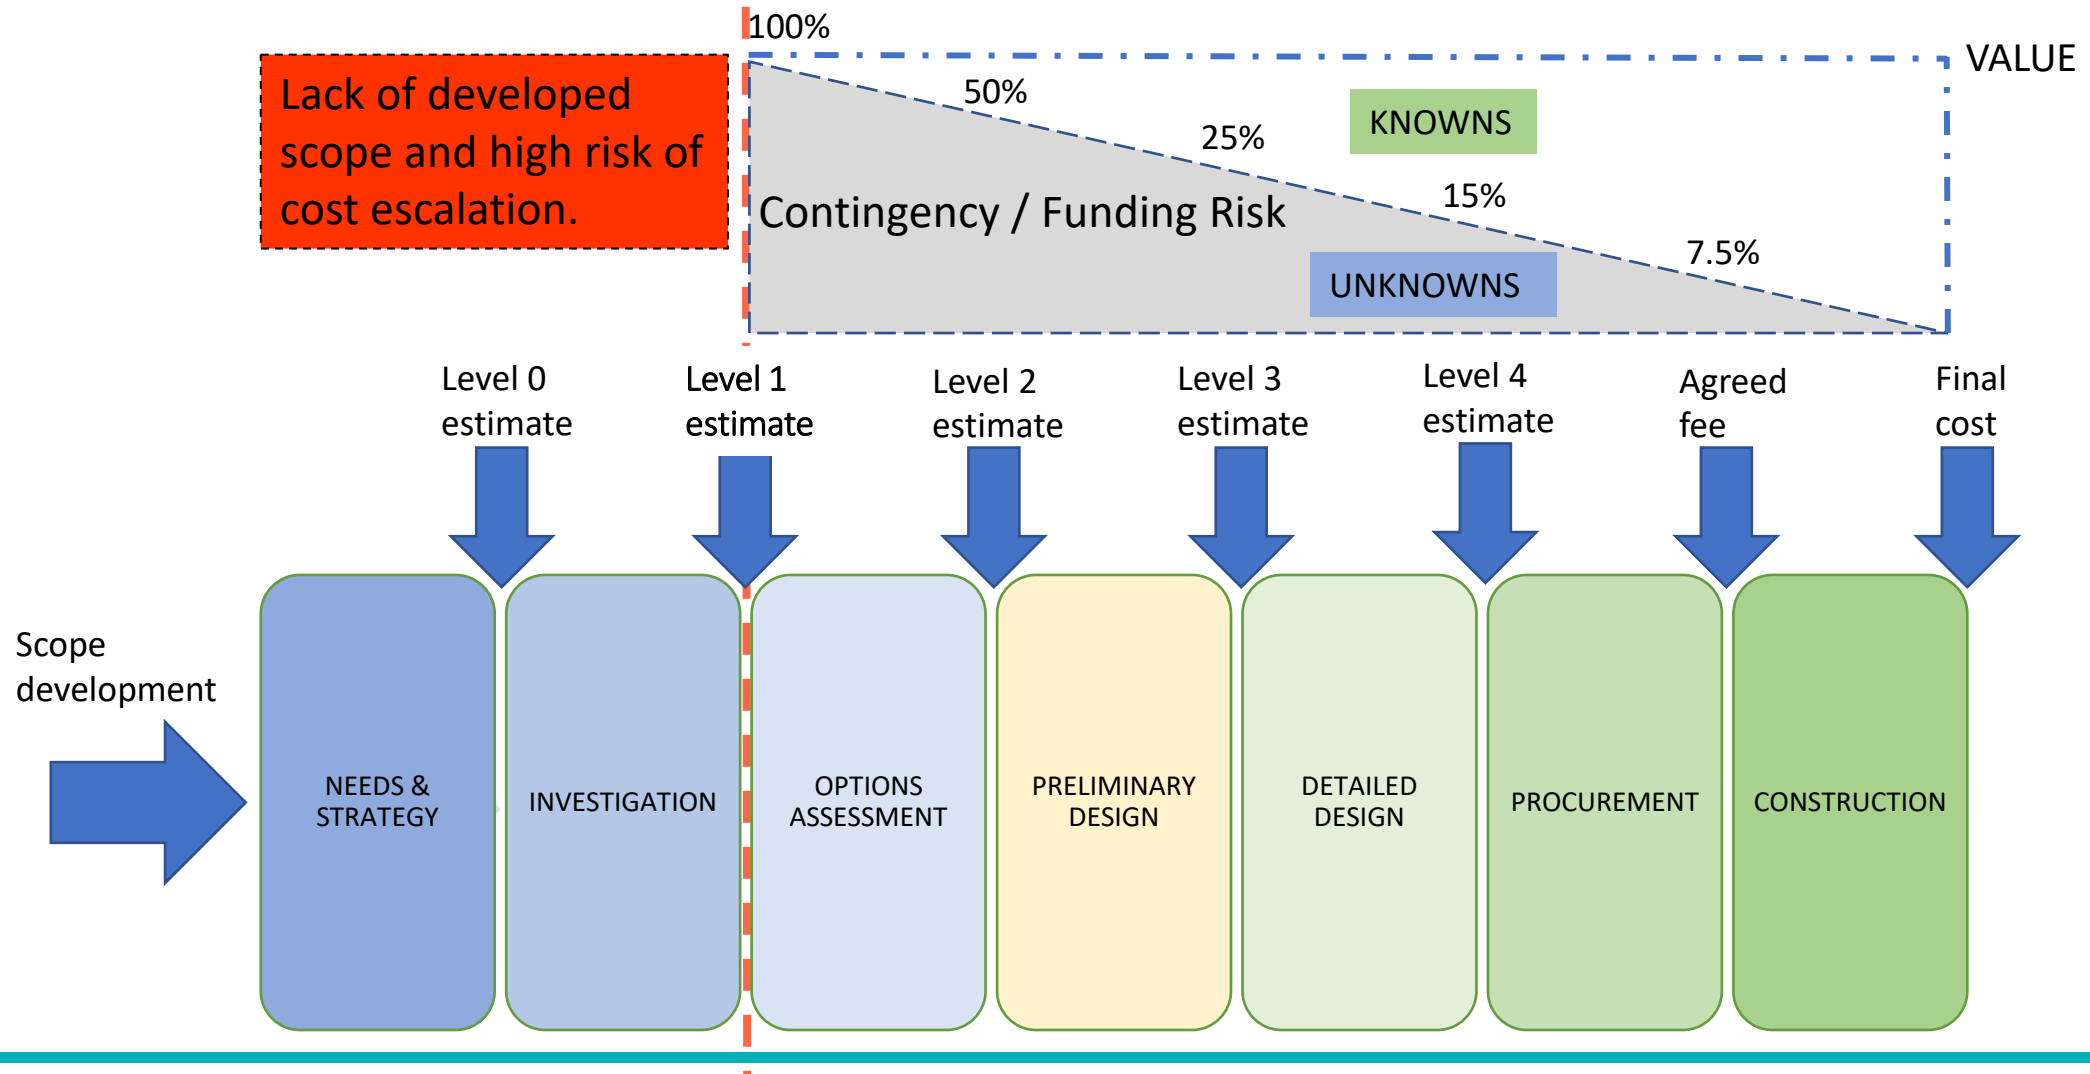 100%
VALUE
Lack of developed
scope and high risk of
cost escalation.
50%
KNOWNS
25%
15%
Contingency / Funding Risk
7.5%
UNKNOWNS
Level 0
estimate
Level 1
estimate
Level 2
estimate
Level 3
estimate
Level 4
estimate
Agreed
fee
Final
cost
Scope
development
NEEDS &
STRATEGY
INVESTIGATION
OPTIONS
ASSESSMENT
PRELIMINARY
DESIGN
DETAILED
DESIGN
PROCUREMENT
CONSTRUCTION